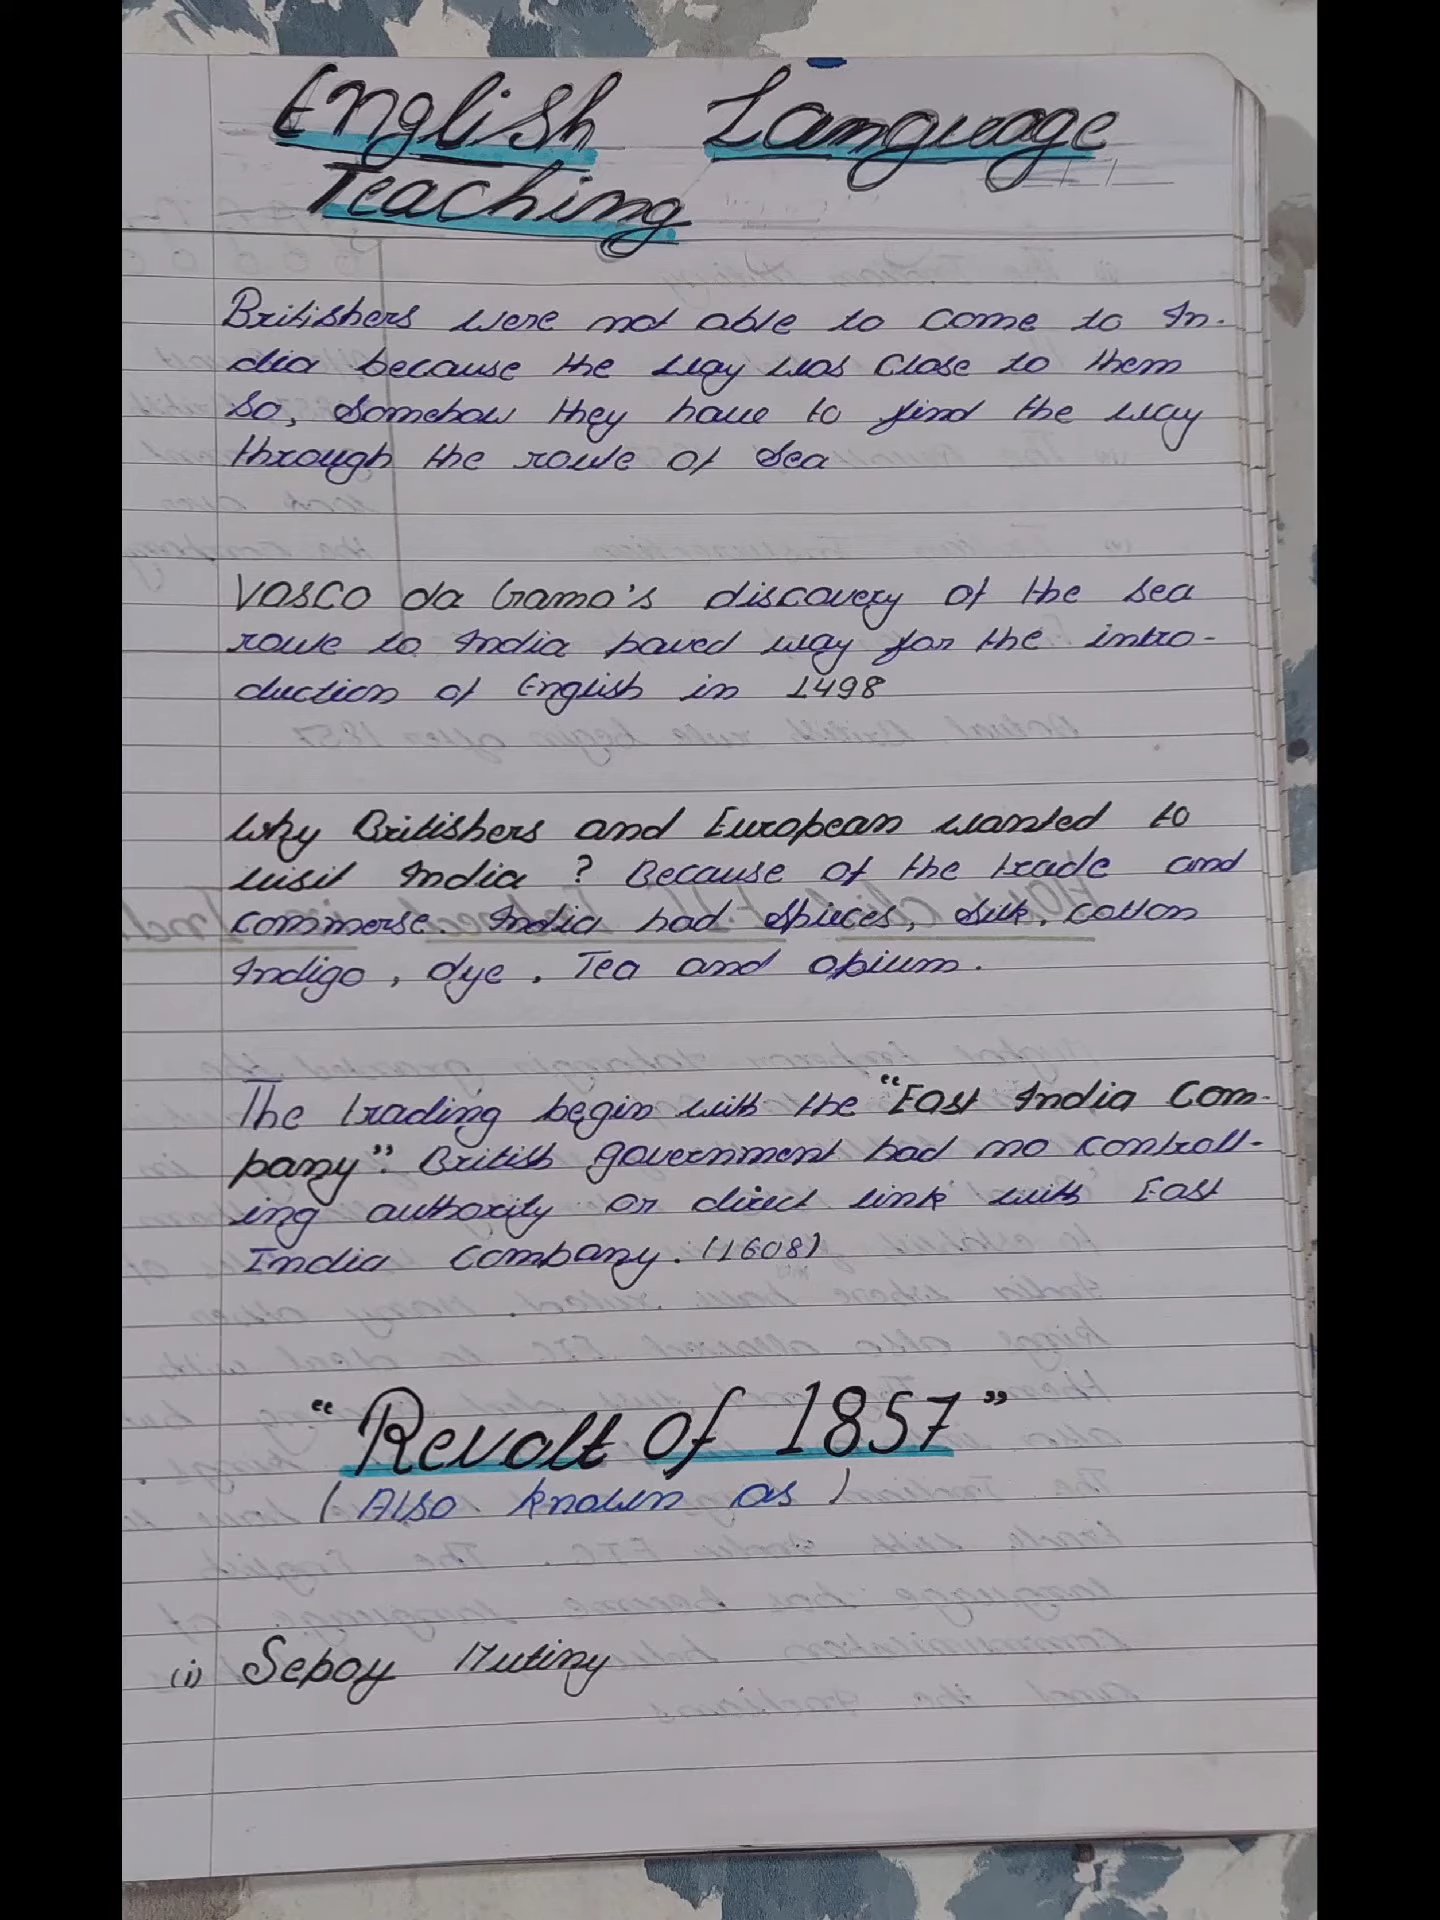 English Language
Teaching
Britishers were not able to come to In-
dia because the way was close to them
so, somehow they have to find the way
through the route of sea
Vasco da Gama's discovery of the sea
route to India paved way for the intro-
duction of English in 1498
Why Britishers and European wanted to
visit India ? Because of the trade and
commerse. India had spieces, silk, cotton
Indigo, dye, Tea and opium.
The trading begin with the "East India Com-
pany". British government had no controll-
ing authority or direct link with East
India Company. (1608)
"Revolt of 1857"
(Also known as)
(i) Sepoy Mutiny